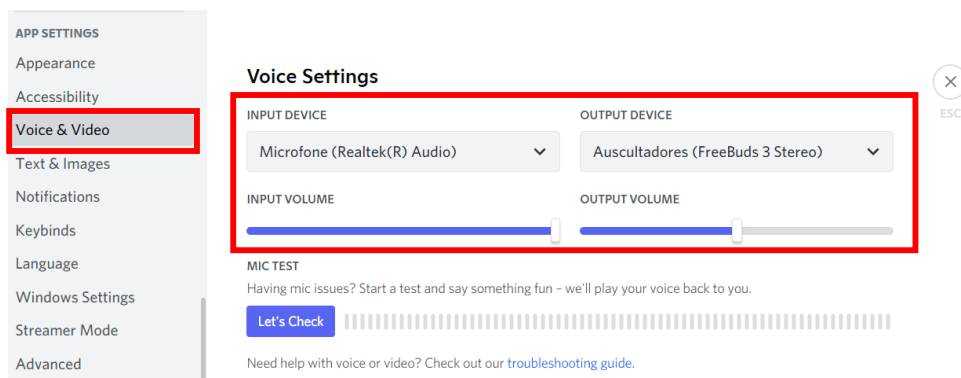 APP SETTINGS
Appearance
Accessibility
Voice & Video
Text & Images
Notifications
Keybinds
Language
Windows Settings
Streamer Mode
Advanced
Voice Settings
INPUT DEVICE
OUTPUT DEVICE
Microfone (Realtek(R) Audio)
Auscultadores (FreeBuds 3 Stereo)
INPUT VOLUME
OUTPUT VOLUME
MIC TEST
Having mic issues? Start a test and say something fun – we'll play your voice back to you.
Let's Check
Need help with voice or video? Check out our troubleshooting guide.
ESC